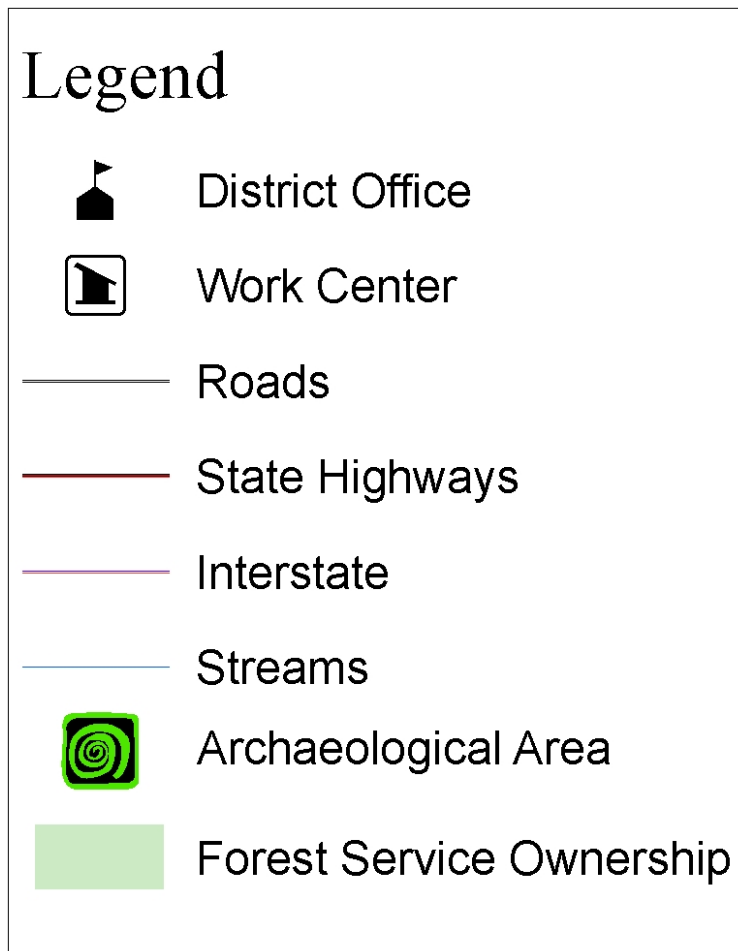 Legend
District Office
Work Center
Roads
State Highways
Interstate
Streams
Archaeological Area
Forest Service Ownership